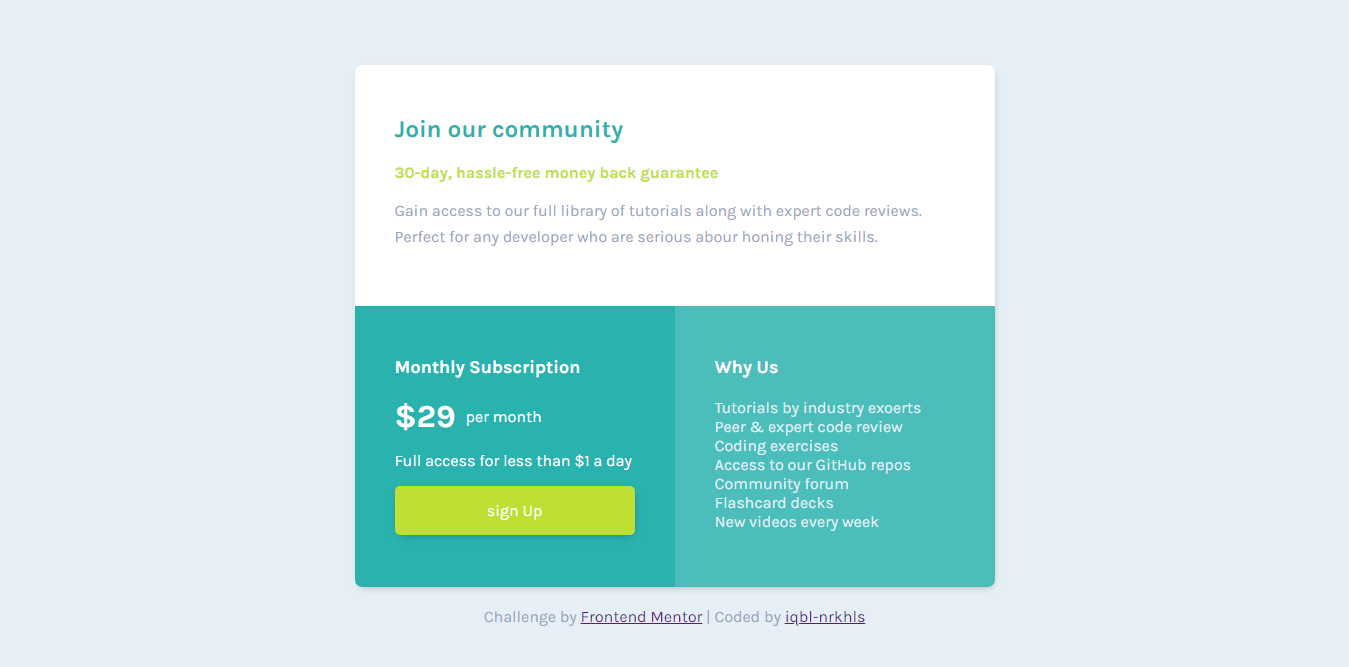 Join our community
30-day, hassle-free money back guarantee
Gain access to our full library of tutorials along with expert code reviews.
Perfect for any developer who are serious abour honing their skills.
Monthly Subscription
$29 per month
Full access for less than $1 a day
sign Up
Why Us
Tutorials by industry exoerts
Peer & expert code review
Coding exercises
Access to our GitHub repos
Community forum
Flashcard decks
New videos every week
Challenge by Frontend Mentor | Coded by iqbl-nrkhls